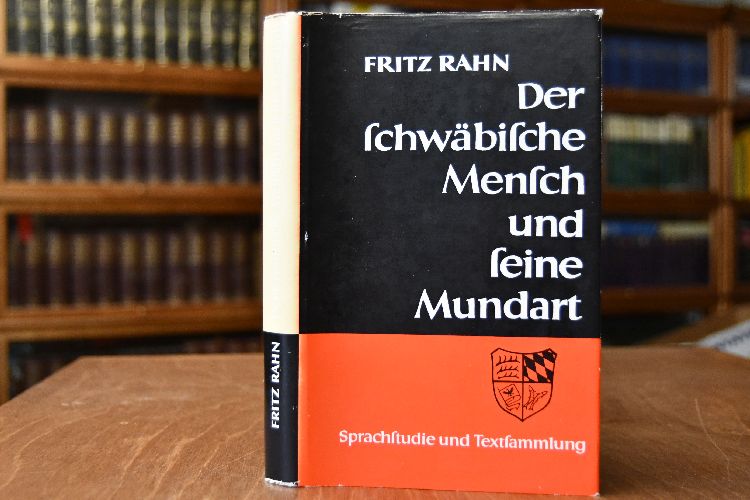 FRITZ RAHN
Der
ſchwäbiſche
Menſch
und
ſeine
Mundart
Sprachſtudie und Textſammlung
FRITZ RAHN